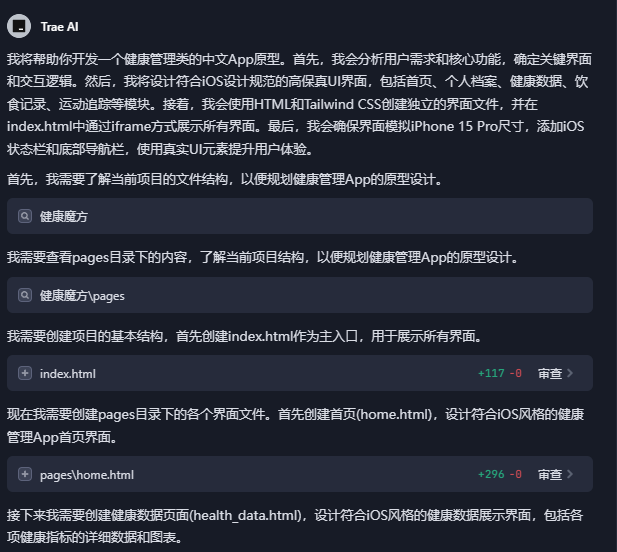 Trae AI
我将帮助你开发一个健康管理类的中文App原型。首先，我会分析用户需求和核心功能，确定关键界面
和交互逻辑。然后，我将设计符合iOS设计规范的高保真UI界面，包括首页、个人档案、健康数据、饮
食记录、运动追踪等模块。接着，我会使用HTML和Tailwind CSS创建独立的界面文件，并在
index.html中通过iframe方式展示所有界面。最后，我会确保界面模拟iPhone 15 Pro尺寸，添加iOS
状态栏和底部导航栏，使用真实UI元素提升用户体验。
首先，我需要了解当前项目的文件结构，以便规划健康管理App的原型设计。
健康魔方
我需要查看pages目录下的内容，了解当前项目结构，以便规划健康管理App的原型设计。
健康魔方\pages
我需要创建项目的基本结构，首先创建index.html作为主入口，用于展示所有界面。
index.html +117 -0 审查
现在我需要创建pages目录下的各个界面文件。首先创建首页(home.html)，设计符合iOS风格的健康
管理App首页界面。
pages\home.html +296 -0 审查
接下来我需要创建健康数据页面(health_data.html)，设计符合iOS风格的健康数据展示界面，包括各
项健康指标的详细数据和图表。